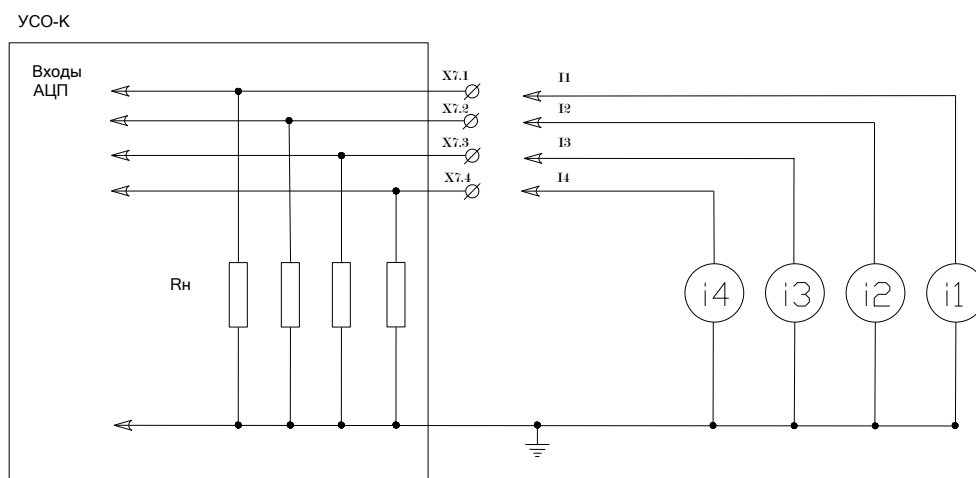 УСО-К
Входы
АЦП
X7.1
I1
X7.2
I2
X7.3
I3
X7.4
I4
Rн
i4
i3
i2
i1